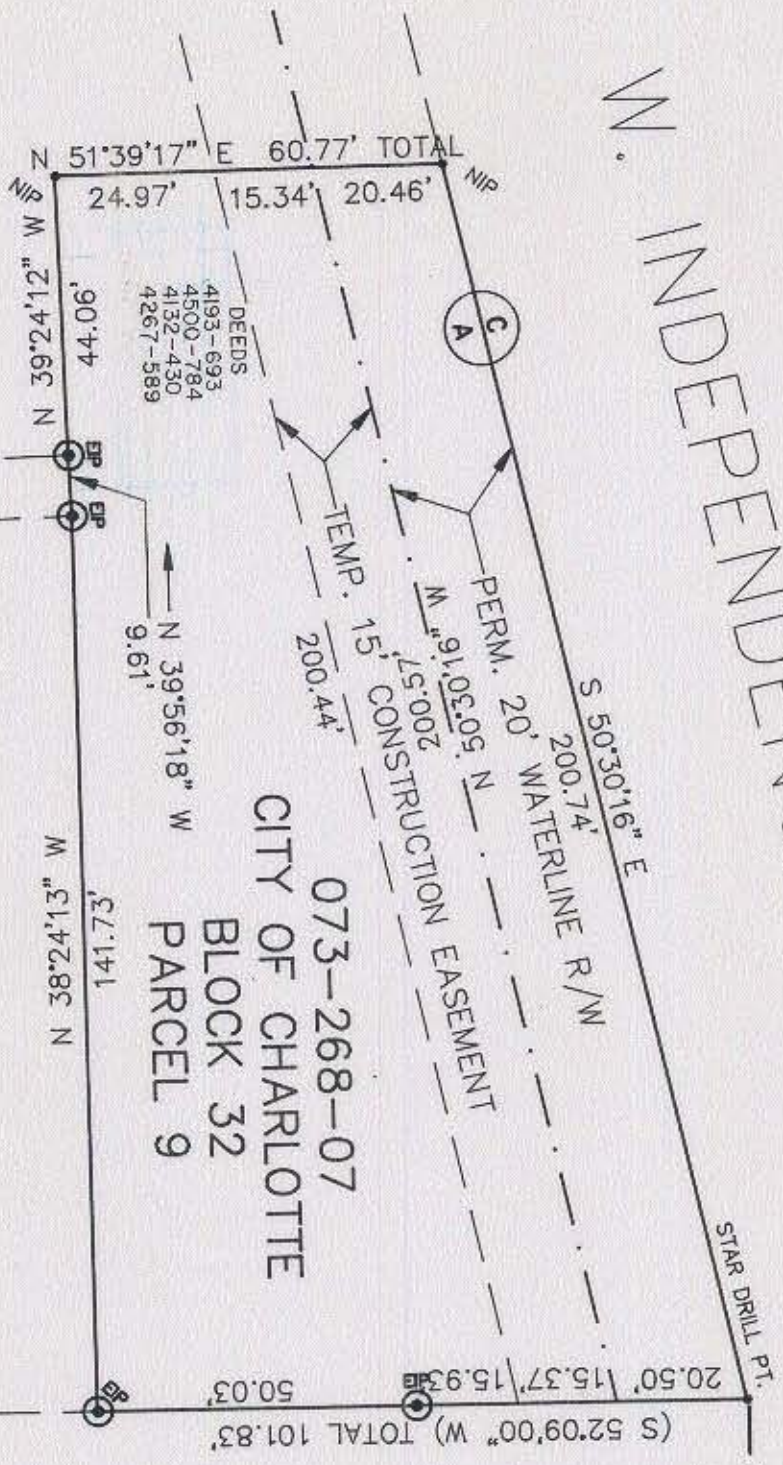 W. INDEPENDEN
N 51°39'17" E 60.77' TOTAL
24.97' 15.34' 20.46'
NIP
NIP
N 39°24'12" W
44.06'
DEEDS
4193-693
4500-784
4132-430
4267-589
C
A
EIP
EIP
N 39°56'18" W
9.61'
S 50°30'16" E
200.74'
PERM. 20' WATERLINE R/W
N 50°30'16" W
200.57'
TEMP. 15' CONSTRUCTION EASEMENT
200.44'
073-268-07
CITY OF CHARLOTTE
BLOCK 32
PARCEL 9
141.73'
N 38°24'13" W
STAR DRILL PT.
20.50' 15.37' 15.93' 50.03'
(S 52°09'00" W) TOTAL 101.83'
EIP
EIP